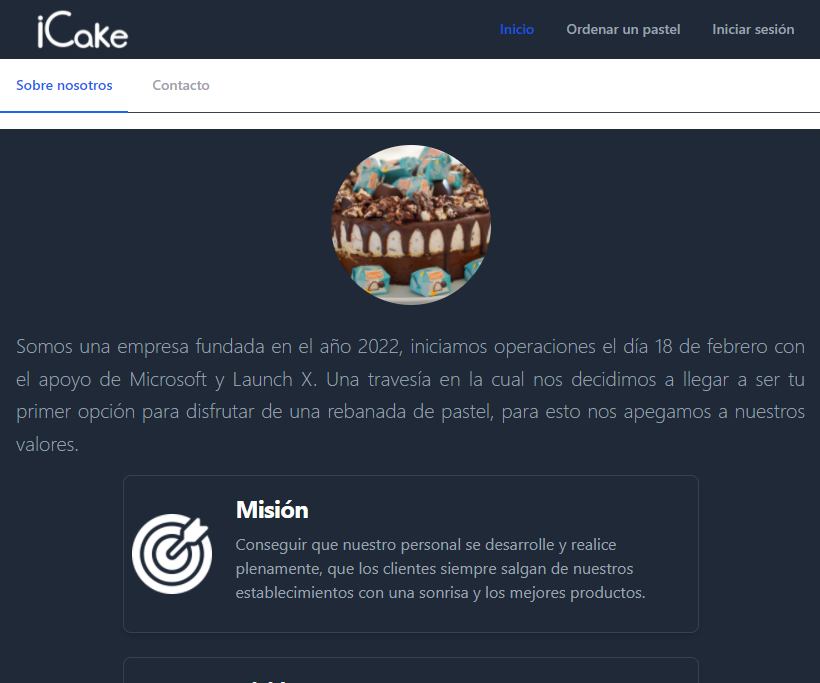 iCake
Inicio
Ordenar un pastel
Iniciar sesión
Sobre nosotros
Contacto
Somos una empresa fundada en el año 2022, iniciamos operaciones el día 18 de febrero con
el apoyo de Microsoft y Launch X. Una travesía en la cual nos decidimos a llegar a ser tu
primer opción para disfrutar de una rebanada de pastel, para esto nos apegamos a nuestros
valores.
Misión
Conseguir que nuestro personal se desarrolle y realice
plenamente, que los clientes siempre salgan de nuestros
establecimientos con una sonrisa y los mejores productos.